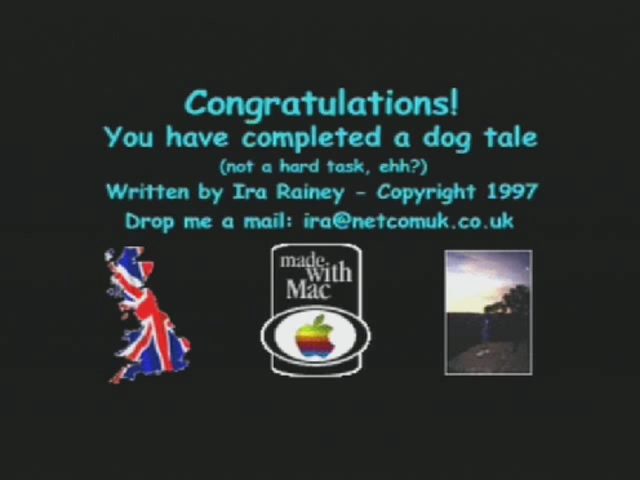 Congratulations!
You have completed a dog tale
(not a hard task, ehh?)
Written by Ira Rainey - Copyright 1997
Drop me a mail: ira@netcomuk.co.uk
made
with
Mac